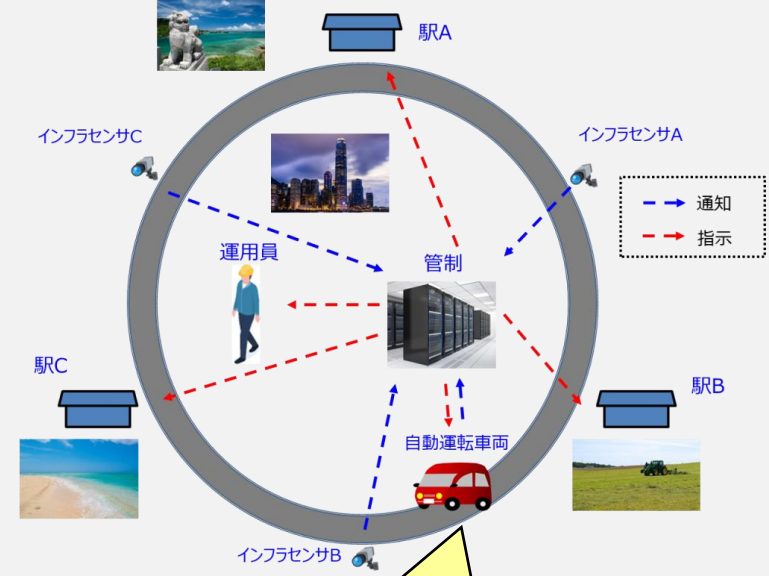 駅A
インフラセンサC
インフラセンサA
通知
指示
運用員
管制
駅C
駅B
自動運転車両
インフラセンサB